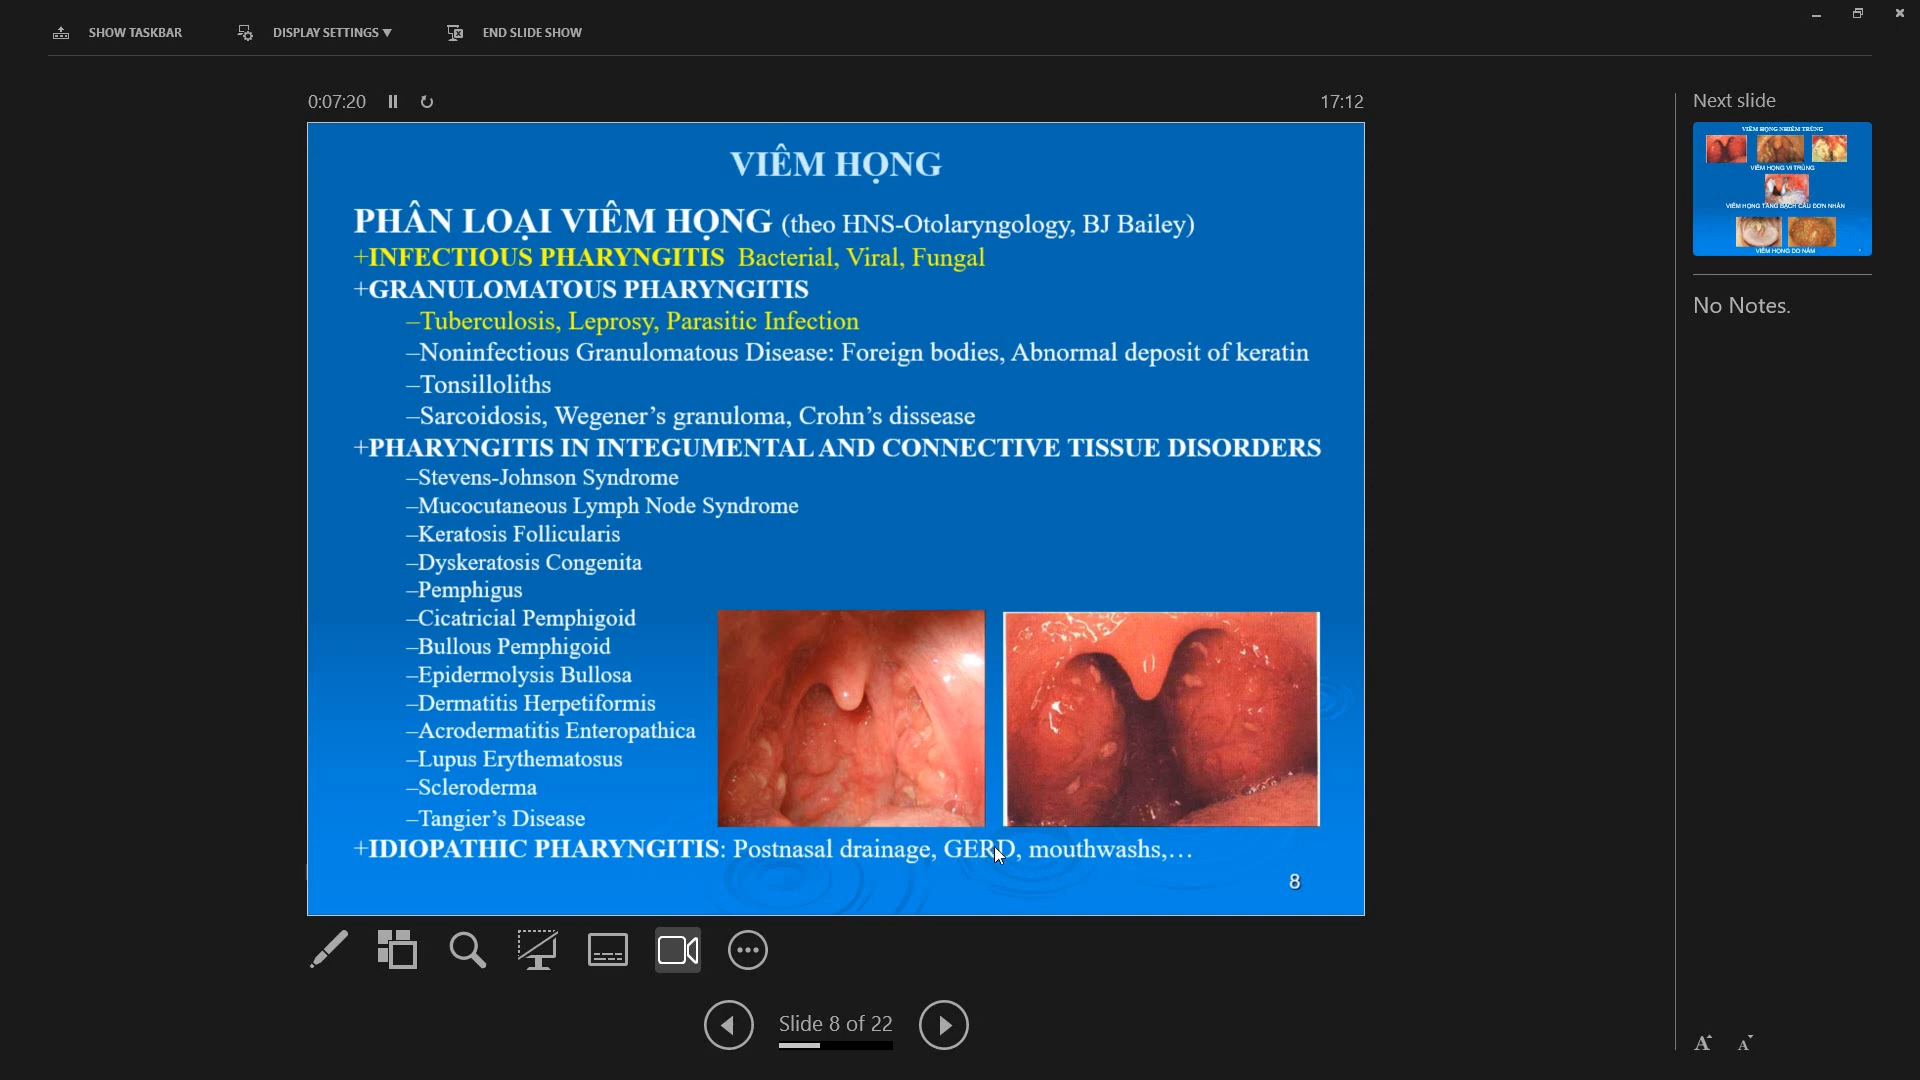 SHOW TASKBAR
DISPLAY SETTINGS ▼
END SLIDE SHOW
0:07:20
17:12
VIÊM HỌNG
PHÂN LOẠI VIÊM HỌNG (theo HNS-Otolaryngology, BJ Bailey)
+INFECTIOUS PHARYNGITIS Bacterial, Viral, Fungal
+GRANULOMATOUS PHARYNGITIS
–Tuberculosis, Leprosy, Parasitic Infection
–Noninfectious Granulomatous Disease: Foreign bodies, Abnormal deposit of keratin
–Tonsilloliths
–Sarcoidosis, Wegener’s granuloma, Crohn’s dissease
+PHARYNGITIS IN INTEGUMENTAL AND CONNECTIVE TISSUE DISORDERS
–Stevens-Johnson Syndrome
–Mucocutaneous Lymph Node Syndrome
–Keratosis Follicularis
–Dyskeratosis Congenita
–Pemphigus
–Cicatricial Pemphigoid
–Bullous Pemphigoid
–Epidermolysis Bullosa
–Dermatitis Herpetiformis
–Acrodermatitis Enteropathica
–Lupus Erythematosus
–Scleroderma
–Tangier’s Disease
+IDIOPATHIC PHARYNGITIS: Postnasal drainage, GERD, mouthwashs,…
8
Slide 8 of 22
Next slide
VIÊM HỌNG NHIỄM TRÙNG
VIÊM HỌNG VI TRÙNG
VIÊM HỌNG TĂNG BẠCH CẦU ĐƠN NHÂN
VIÊM HỌNG DO NẤM
No Notes.
A
A